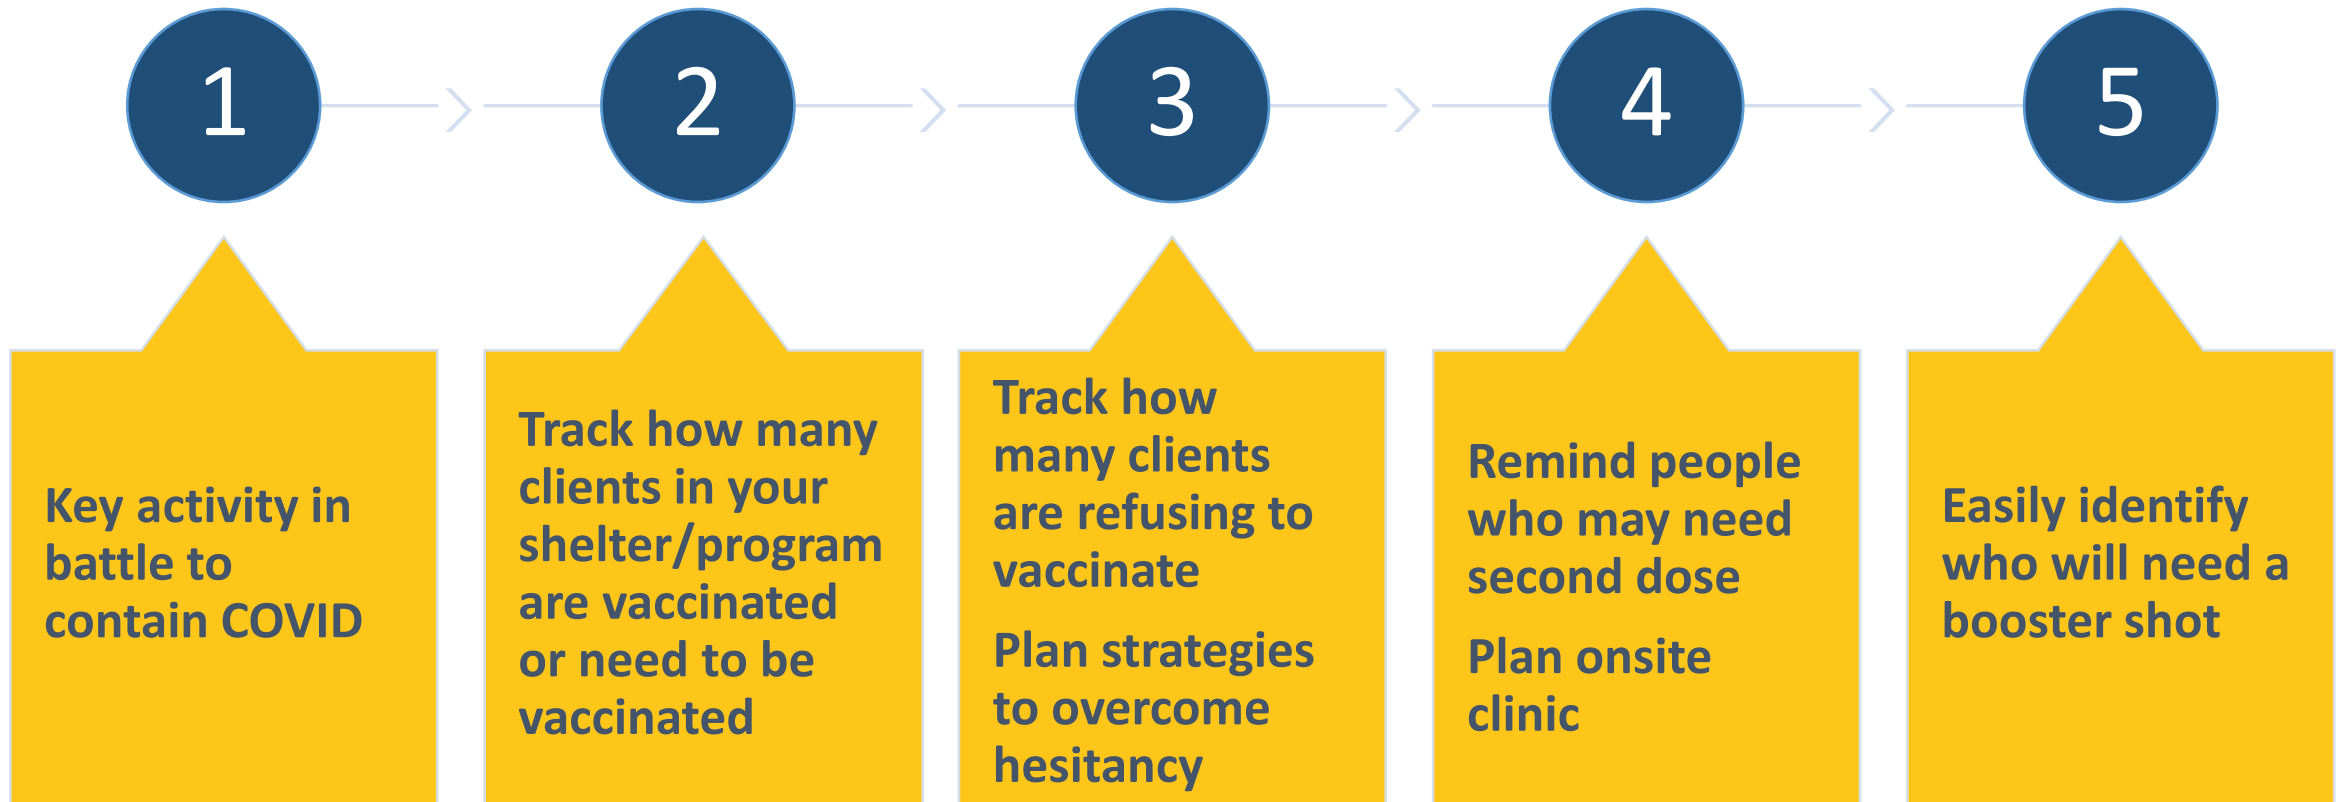 1
2
3
4
5
Key activity in
battle to
contain COVID
Track how many
clients in your
shelter/program
are vaccinated
or need to be
vaccinated
Track how
many clients
are refusing to
vaccinate
Plan strategies
to overcome
hesitancy
Remind people
who may need
second dose
Plan onsite
clinic
Easily identify
who will need a
booster shot